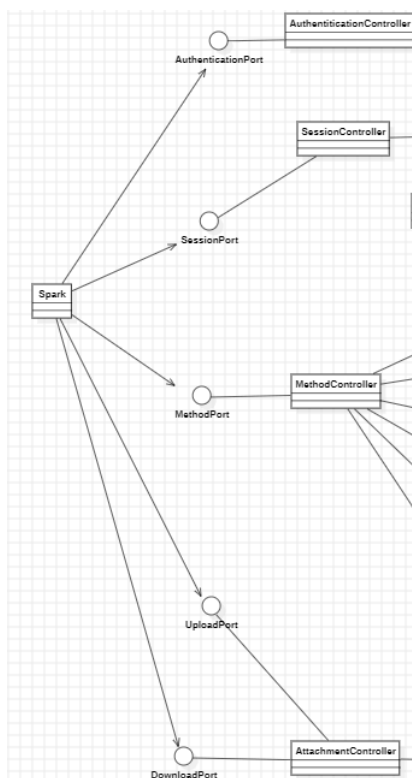 AuthentiticationController
AuthenticationPort
SessionController
SessionPort
Spark
MethodController
MethodPort
UploadPort
AttachmentController
DownloadPort